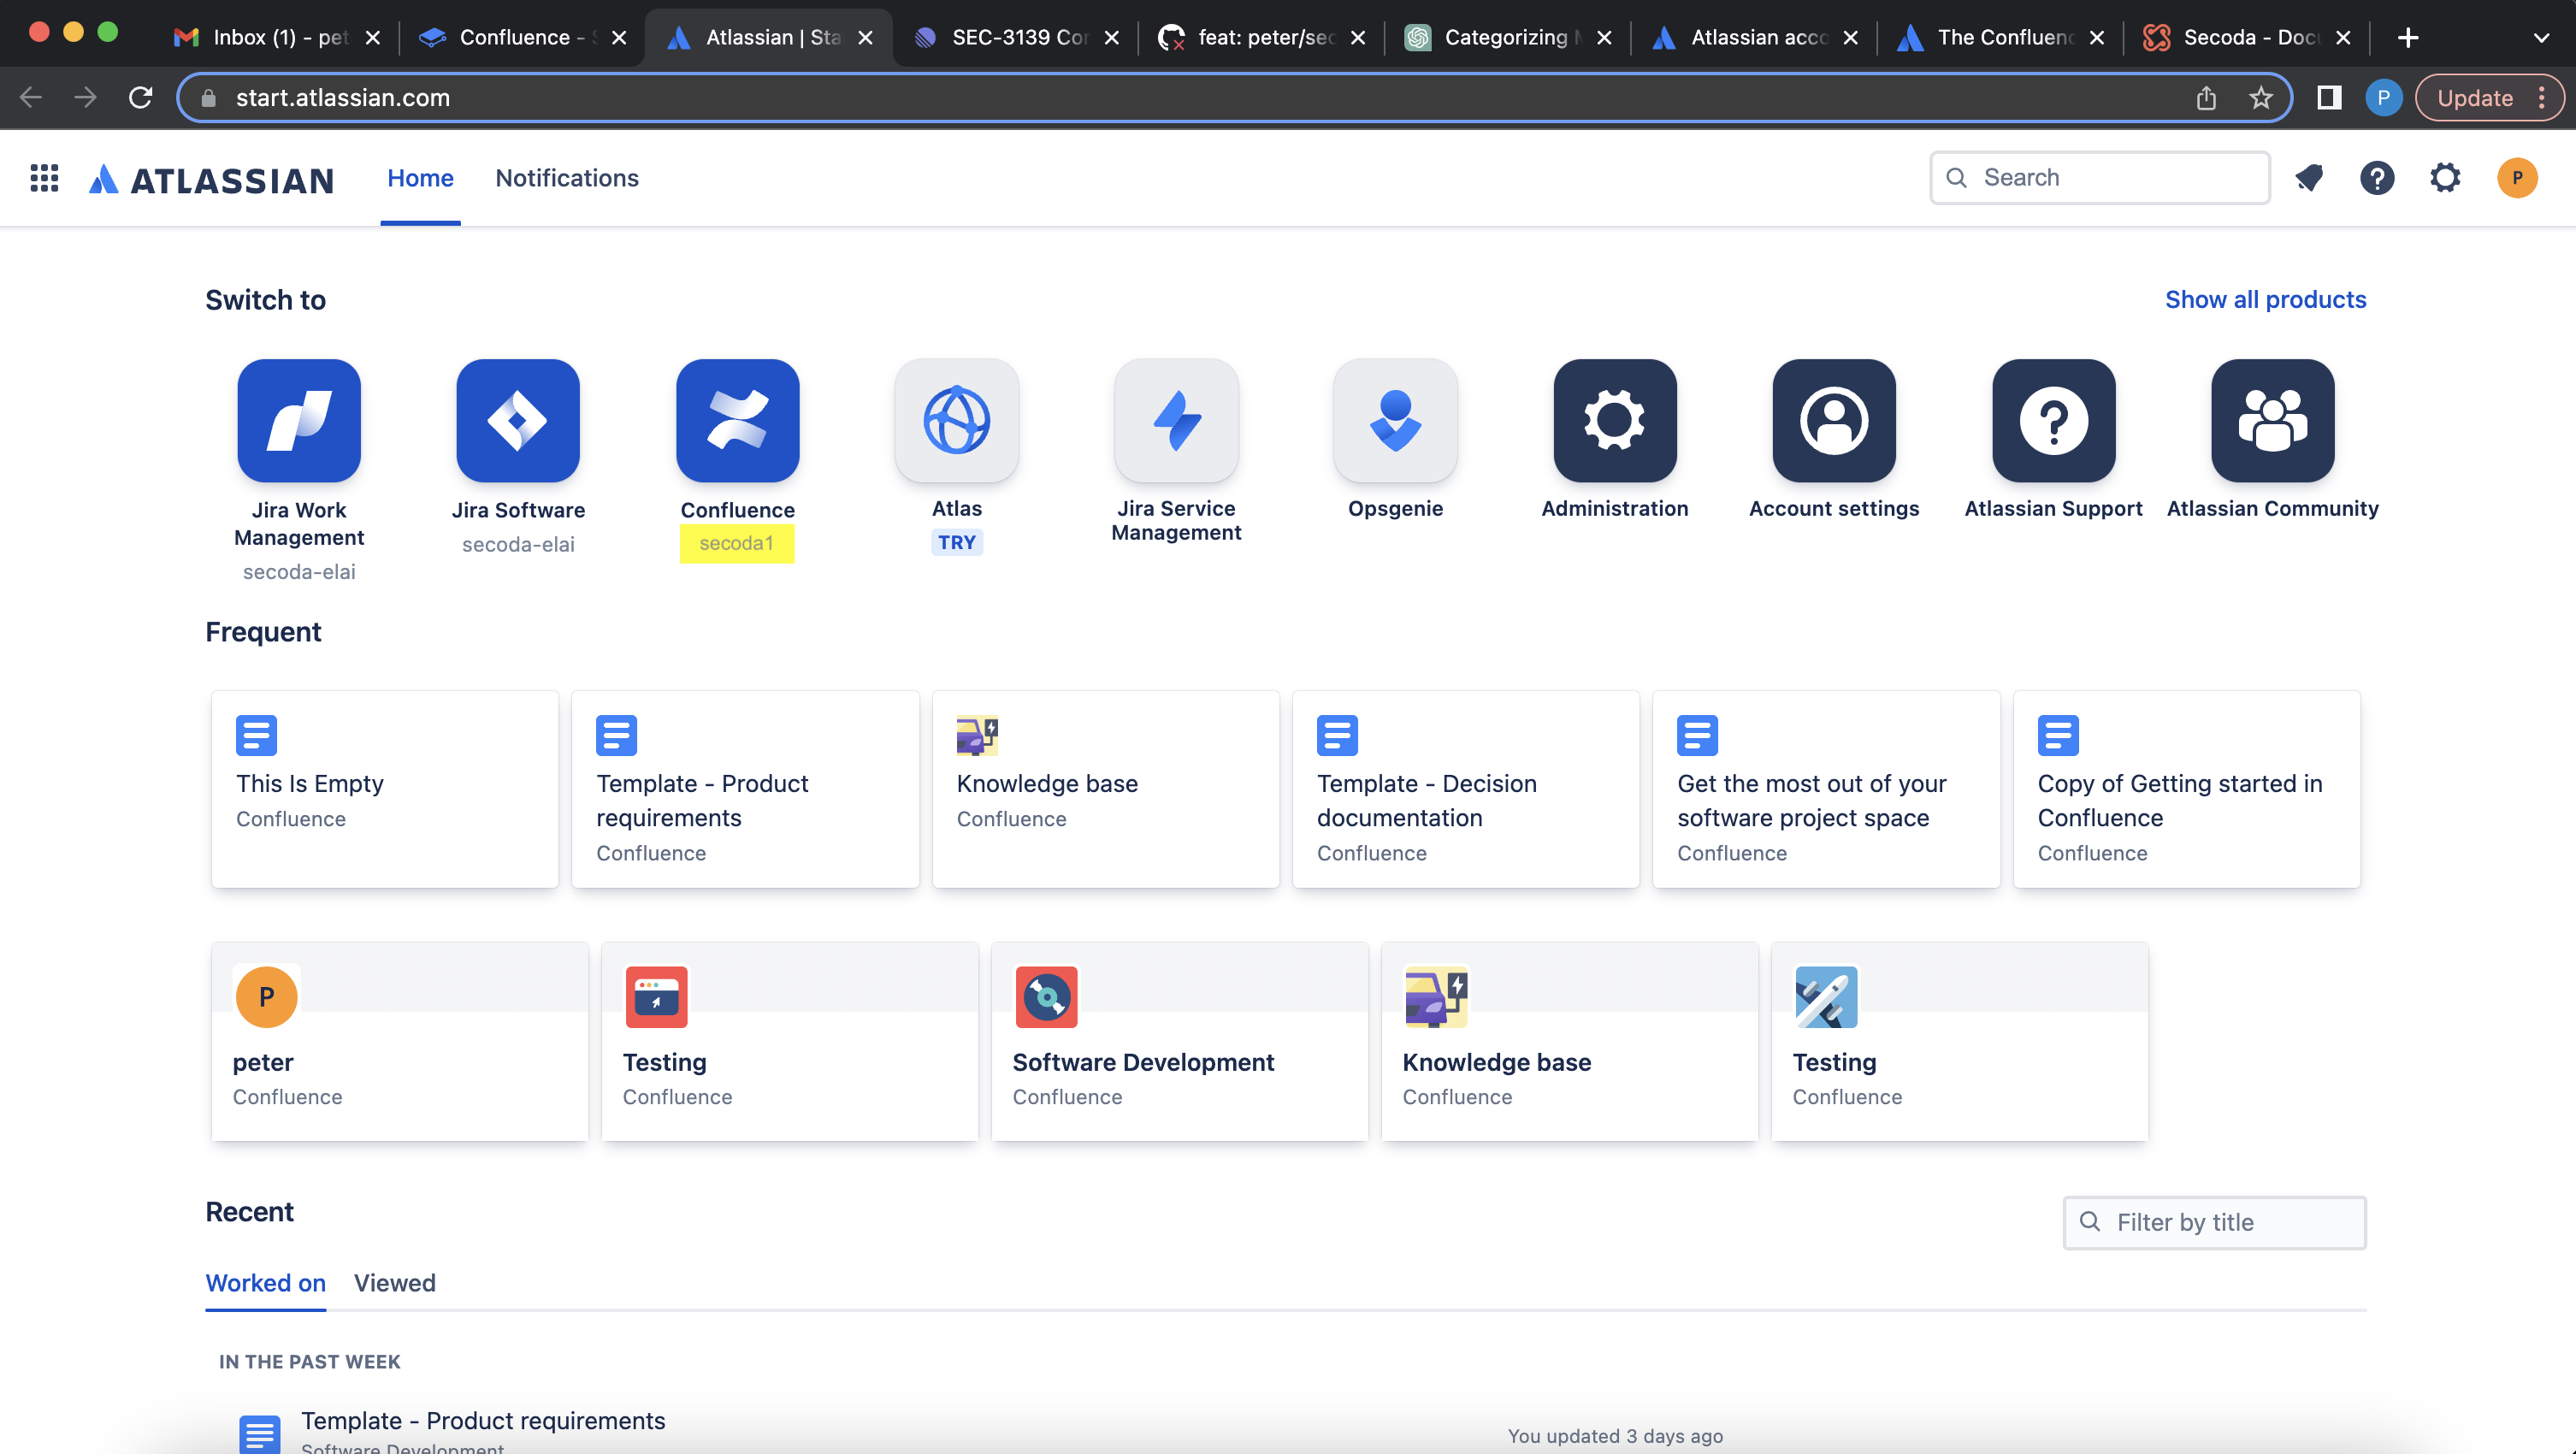 Inbox (1) - pet
Confluence - S
Atlassian | Sta
SEC-3139 Cor
feat: peter/sec
Categorizing M
Atlassian acco
The Confluenc
Secoda - Docu
start.atlassian.com
P
Update
ATLASSIAN
Home
Notifications
Search
P
Switch to
Show all products
Jira Work
Management
secoda-elai
Jira Software
secoda-elai
Confluence
secoda1
Atlas
TRY
Jira Service
Management
Opsgenie
Administration
Account settings
Atlassian Support
Atlassian Community
Frequent
This Is Empty
Confluence
Template - Product
requirements
Confluence
Knowledge base
Confluence
Template - Decision
documentation
Confluence
Get the most out of your
software project space
Confluence
Copy of Getting started in
Confluence
Confluence
P
peter
Confluence
Testing
Confluence
Software Development
Confluence
Knowledge base
Confluence
Testing
Confluence
Recent
Filter by title
Worked on
Viewed
IN THE PAST WEEK
Template - Product requirements
Software Development
You updated 3 days ago